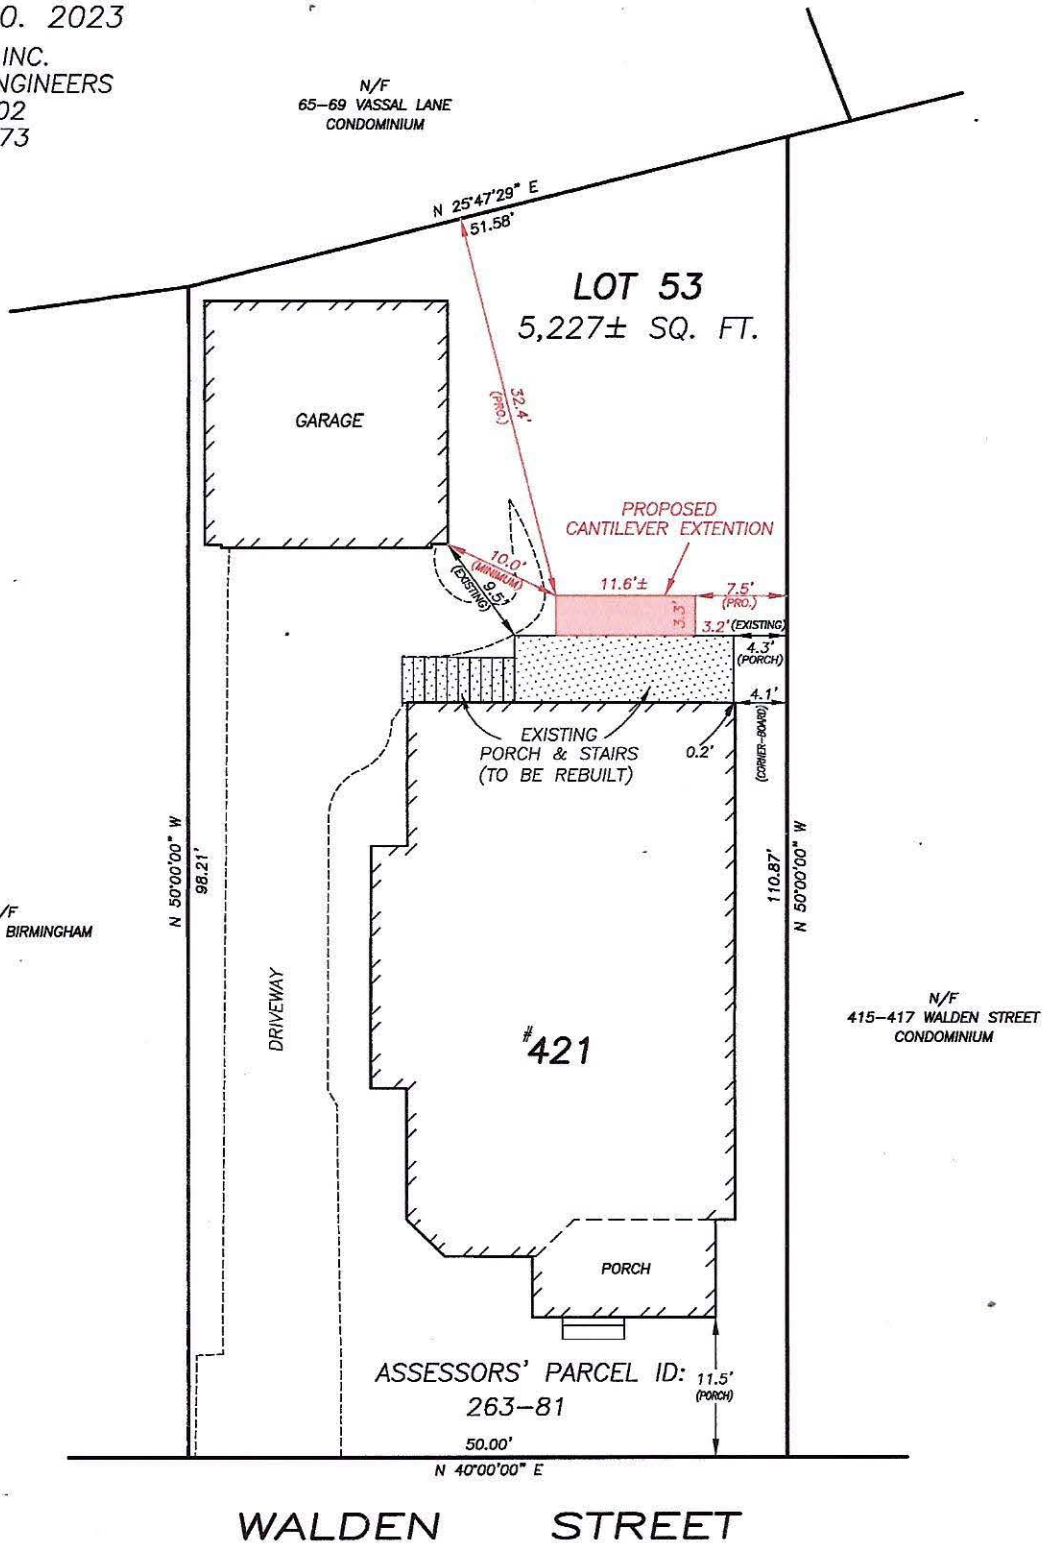 O. 2023
INC.
NGINEERS
02
73
N/F
65–69 VASSAL LANE
CONDOMINIUM
N 25°47'29" E
51.58'
LOT 53
5,227± SQ. FT.
GARAGE
32.4'
(PRO.)
PROPOSED
CANTILEVER EXTENTION
10.0'
(MINIMUM)
9.5'
(EXISTING)
11.6'±
3.3'
7.5'
(PRO.)
3.2' (EXISTING)
4.3'
(PORCH)
4.1'
(CORNER-BOARD)
0.2'
EXISTING
PORCH & STAIRS
(TO BE REBUILT)
N 50°00'00" W
98.21'
110.87'
N 50°00'00" W
/F
BIRMINGHAM
DRIVEWAY
N/F
415–417 WALDEN STREET
CONDOMINIUM
#421
PORCH
ASSESSORS' PARCEL ID:
263–81
11.5'
(PORCH)
50.00'
N 40°00'00" E
WALDEN STREET